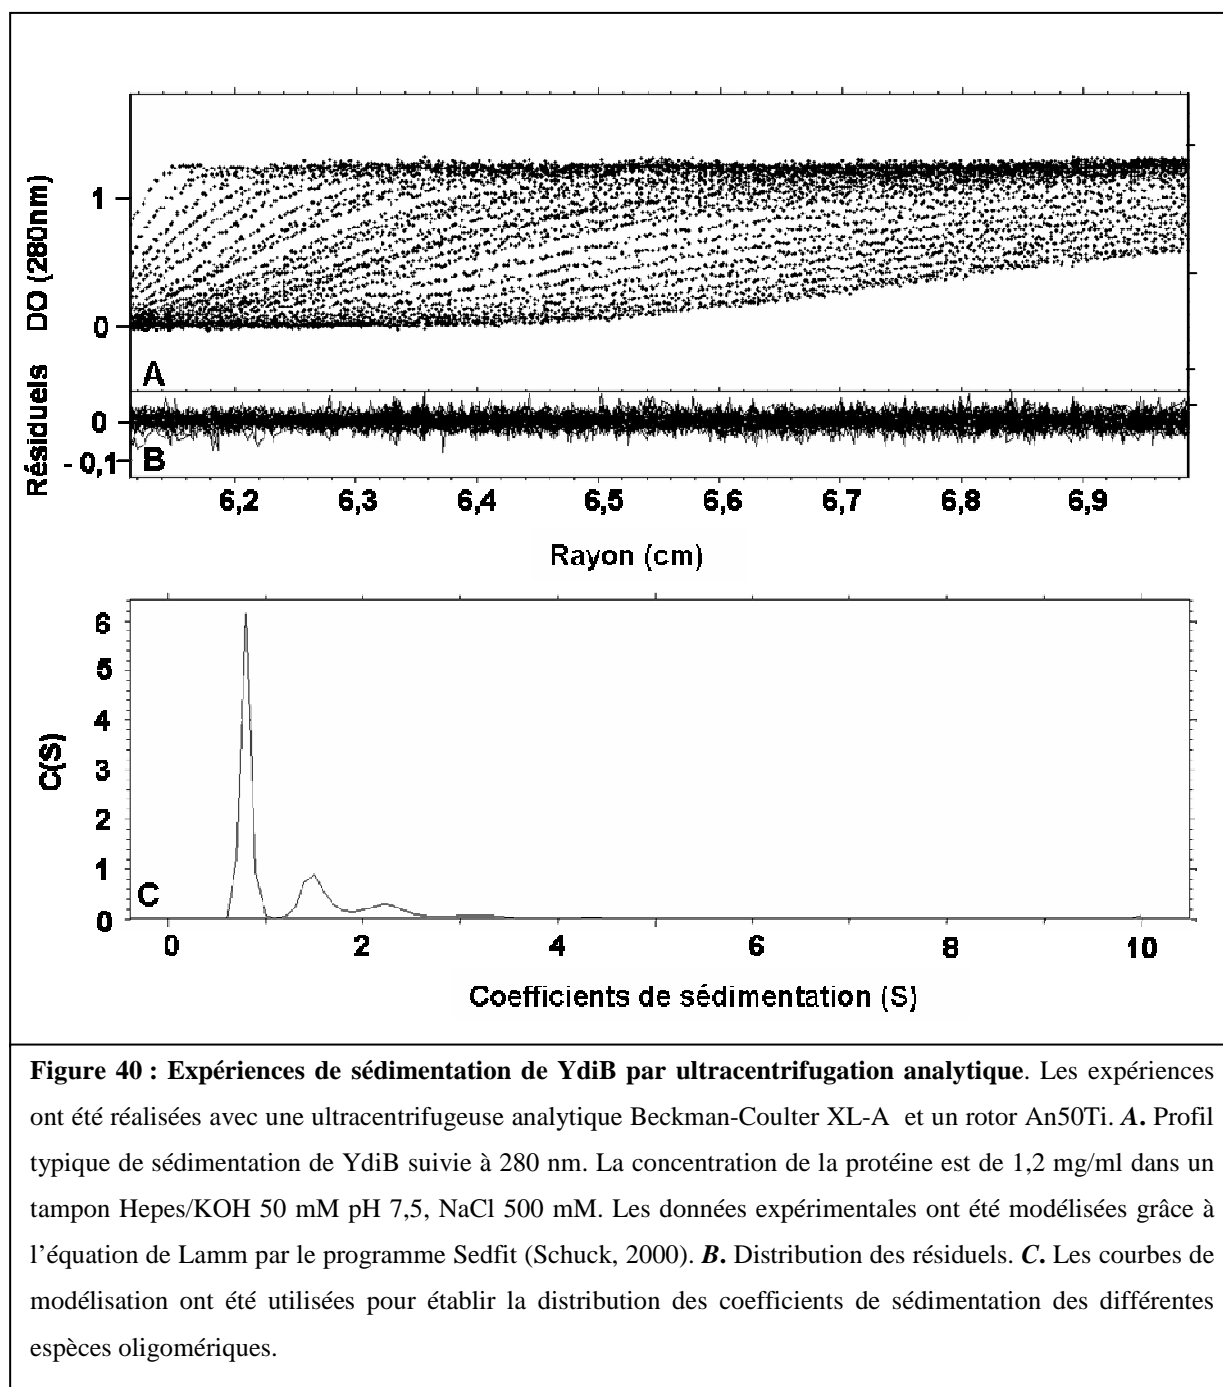 DO (280nm)
1
0
A
Résiduels
0
- 0,1
B
6,2 6,3 6,4 6,5 6,6 6,7 6,8 6,9
Rayon (cm)
C(S)
6
5
4
3
2
1
0
C
0 2 4 6 8 10
Coefficients de sédimentation (S)
Figure 40 : Expériences de sédimentation de YdiB par ultracentrifugation analytique. Les expériences
ont été réalisées avec une ultracentrifugeuse analytique Beckman-Coulter XL-A et un rotor An50Ti. A. Profil
typique de sédimentation de YdiB suivie à 280 nm. La concentration de la protéine est de 1,2 mg/ml dans un
tampon Hepes/KOH 50 mM pH 7,5, NaCl 500 mM. Les données expérimentales ont été modélisées grâce à
l’équation de Lamm par le programme Sedfit (Schuck, 2000). B. Distribution des résiduels. C. Les courbes de
modélisation ont été utilisées pour établir la distribution des coefficients de sédimentation des différentes
espèces oligomériques.